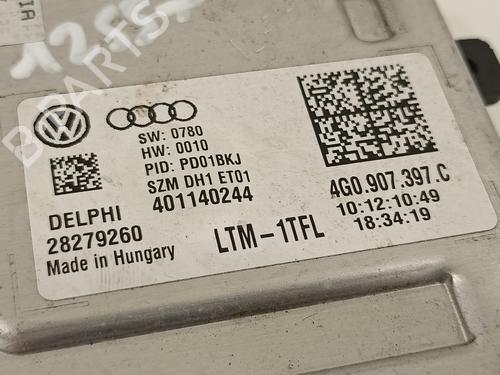 SW: 0780
HW: 0010
PID: PD01BKJ
SZM DH1 ET01
401140244
DELPHI
28279260
Made in Hungary
LTM-1TFL
4G0.907.397.C
10:12:10:49
18:34:19
B-PARTS